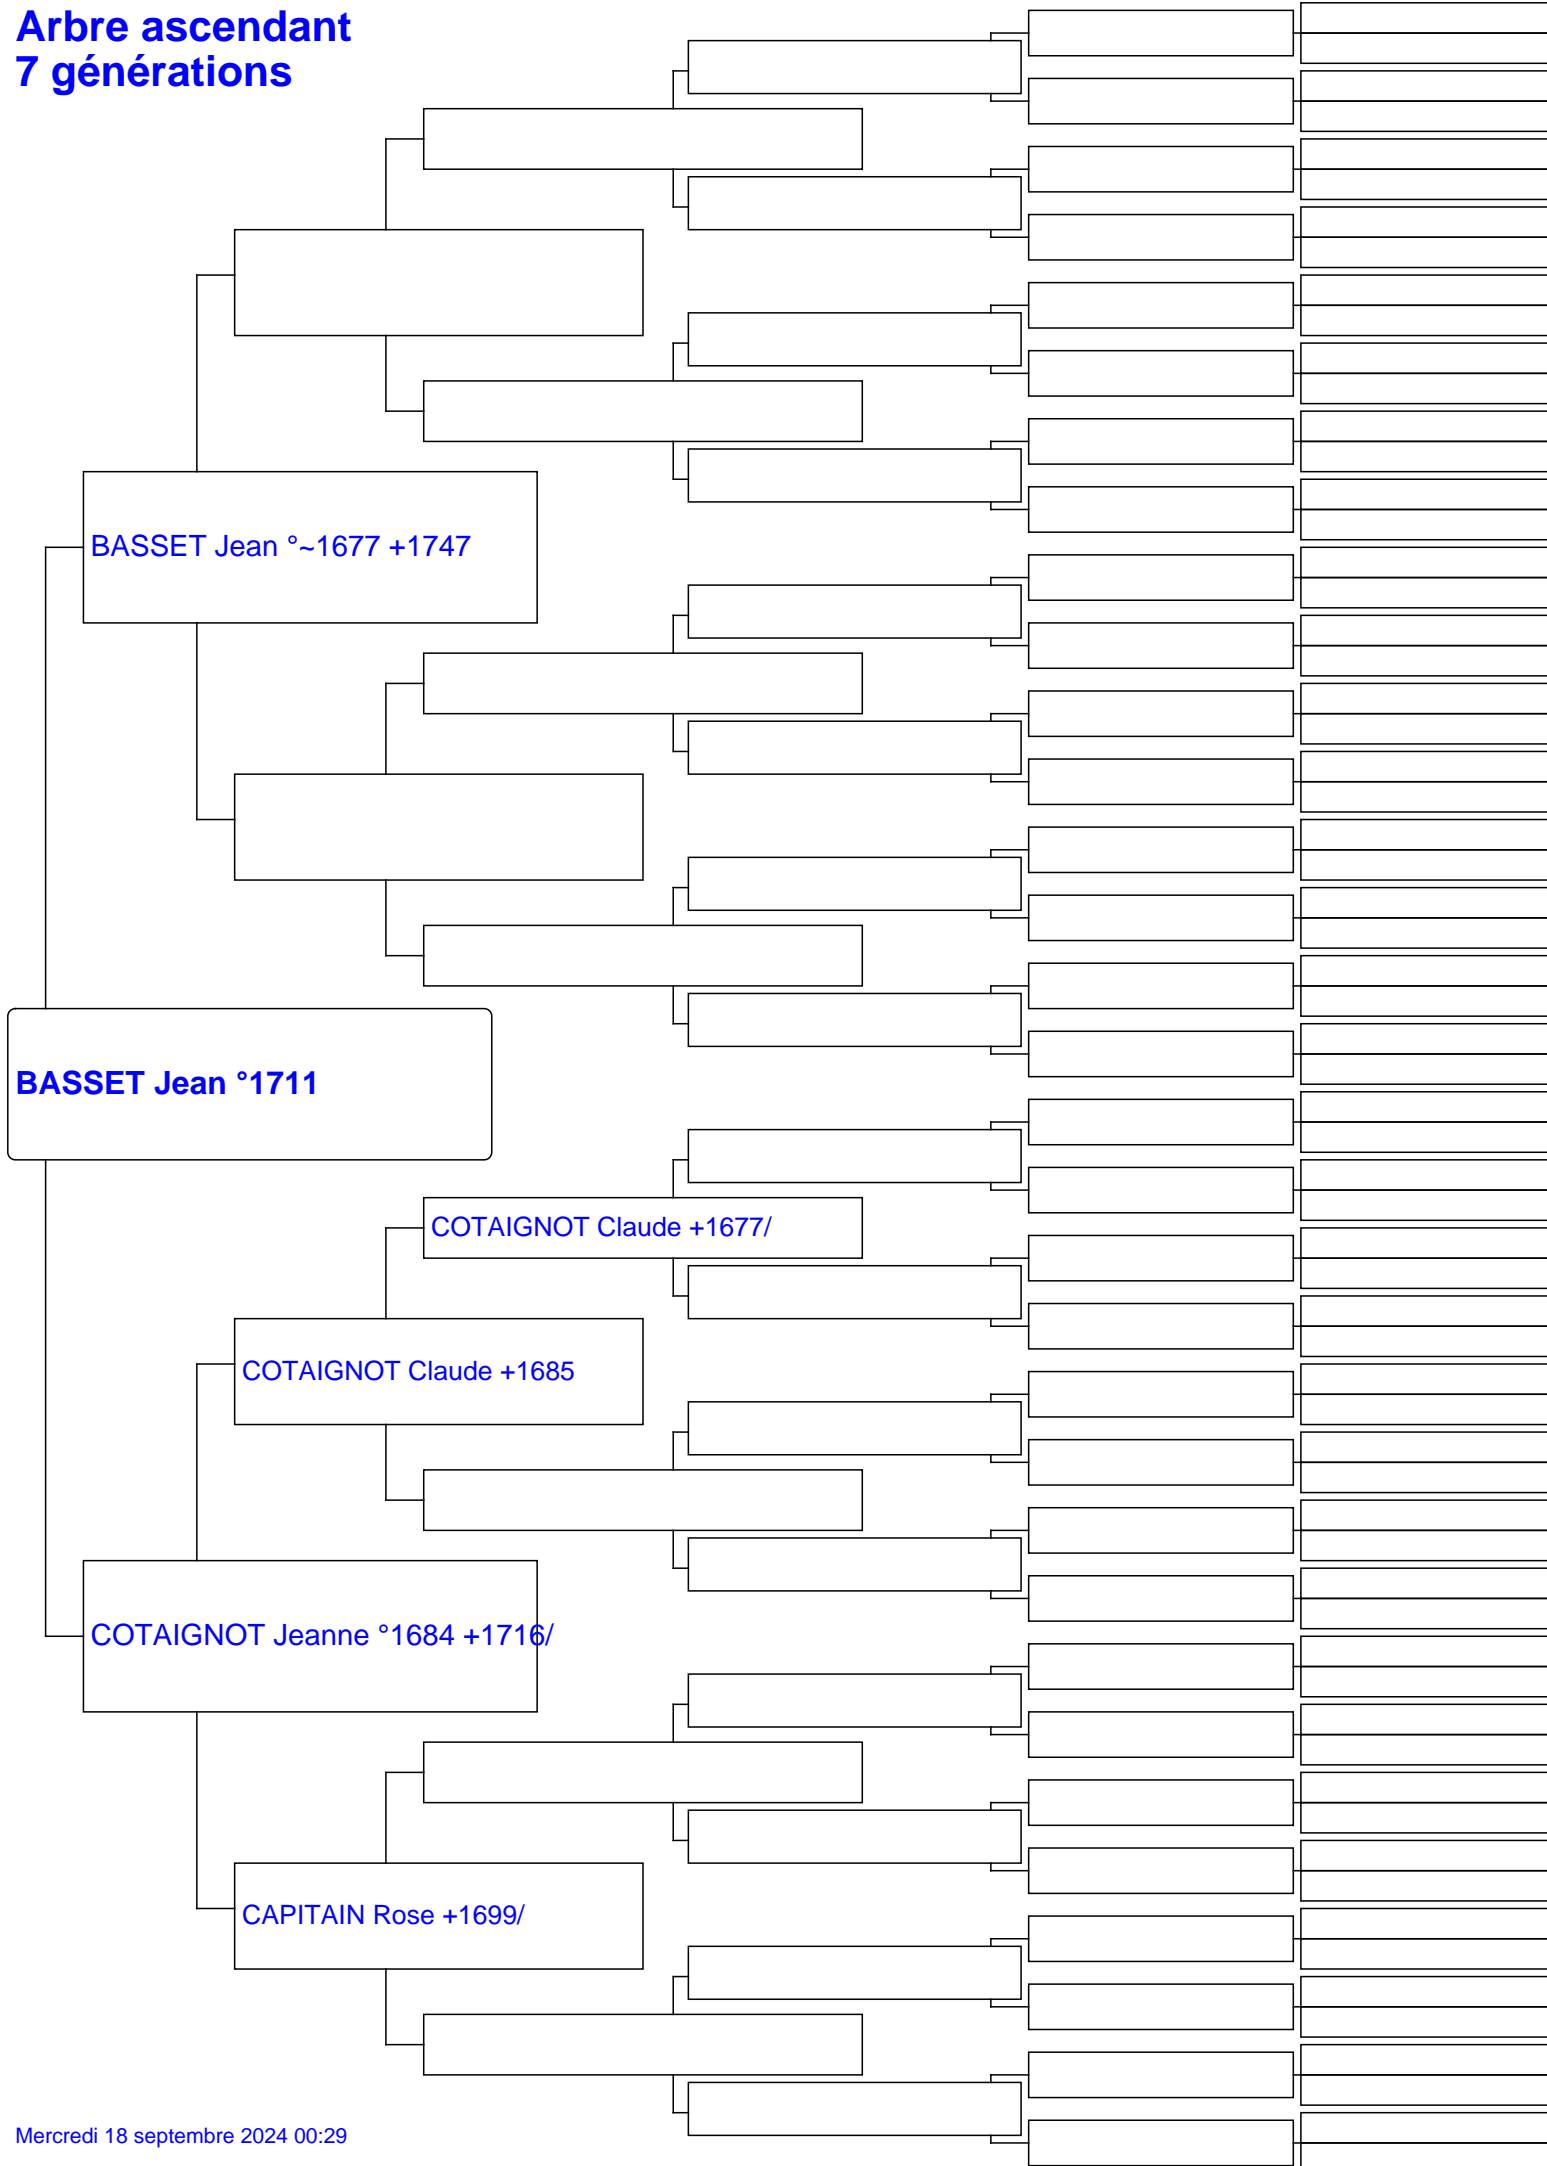 Arbre ascendant
7 générations
BASSET Jean °~1677 +1747
BASSET Jean °1711
COTAIGNOT Claude +1677/
COTAIGNOT Claude +1685
COTAIGNOT Jeanne °1684 +1716/
CAPITAIN Rose +1699/
Mercredi 18 septembre 2024 00:29